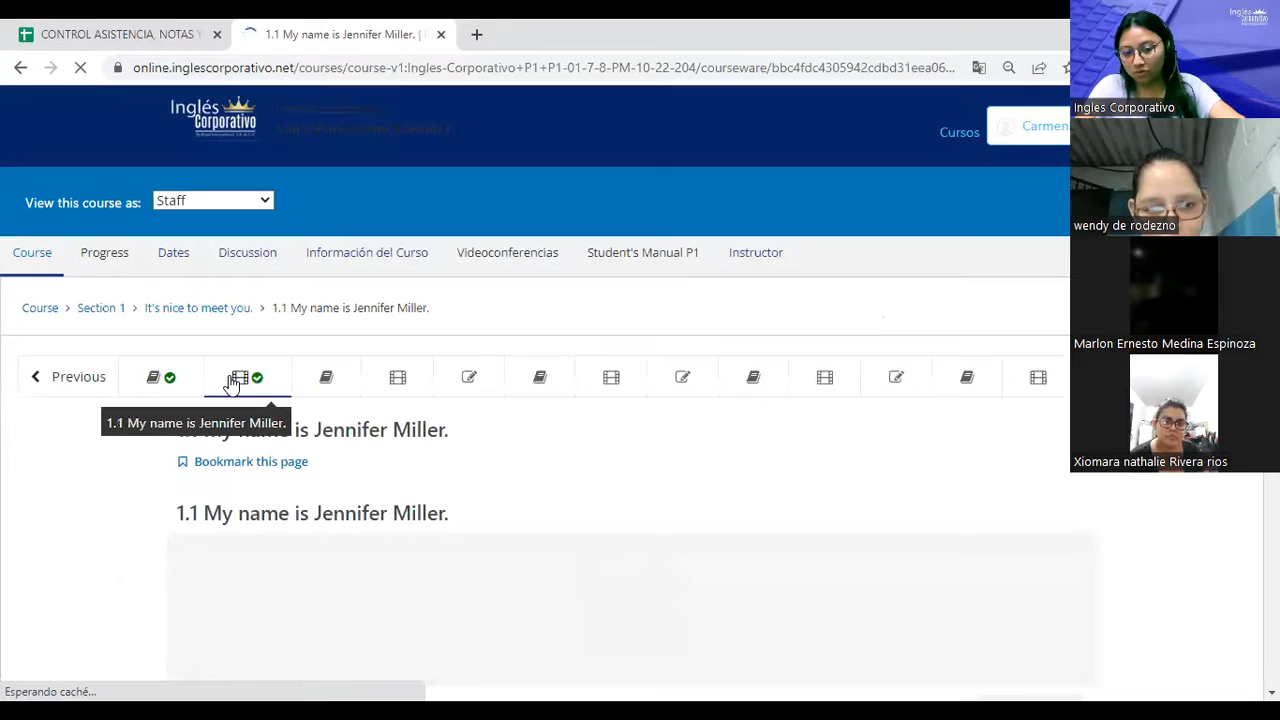 CONTROL ASISTENCIA, NOTAS Y
1.1 My name is Jennifer Miller. |
online.inglescorporativo.net/courses/course-v1:Ingles-Corporativo+P1+P1-01-7-8-PM-10-22-204/courseware/bbc4fdc4305942dfbd31eea06...
Inglés
Corporativo
Cursos
Carmen
View this course as:
Staff
Course
Progress
Dates
Discussion
Información del Curso
Videoconferencias
Student's Manual P1
Instructor
Course > Section 1 > It's nice to meet you. > 1.1 My name is Jennifer Miller.
Previous
1.1 My name is Jennifer Miller.
My name is Jennifer Miller.
Bookmark this page
1.1 My name is Jennifer Miller.
Esperando caché...
Inglés
Corporativo
Ingles Corporativo
wendy de rodezno
Marlon Ernesto Medina Espinoza
Xiomara nathalie Rivera rios